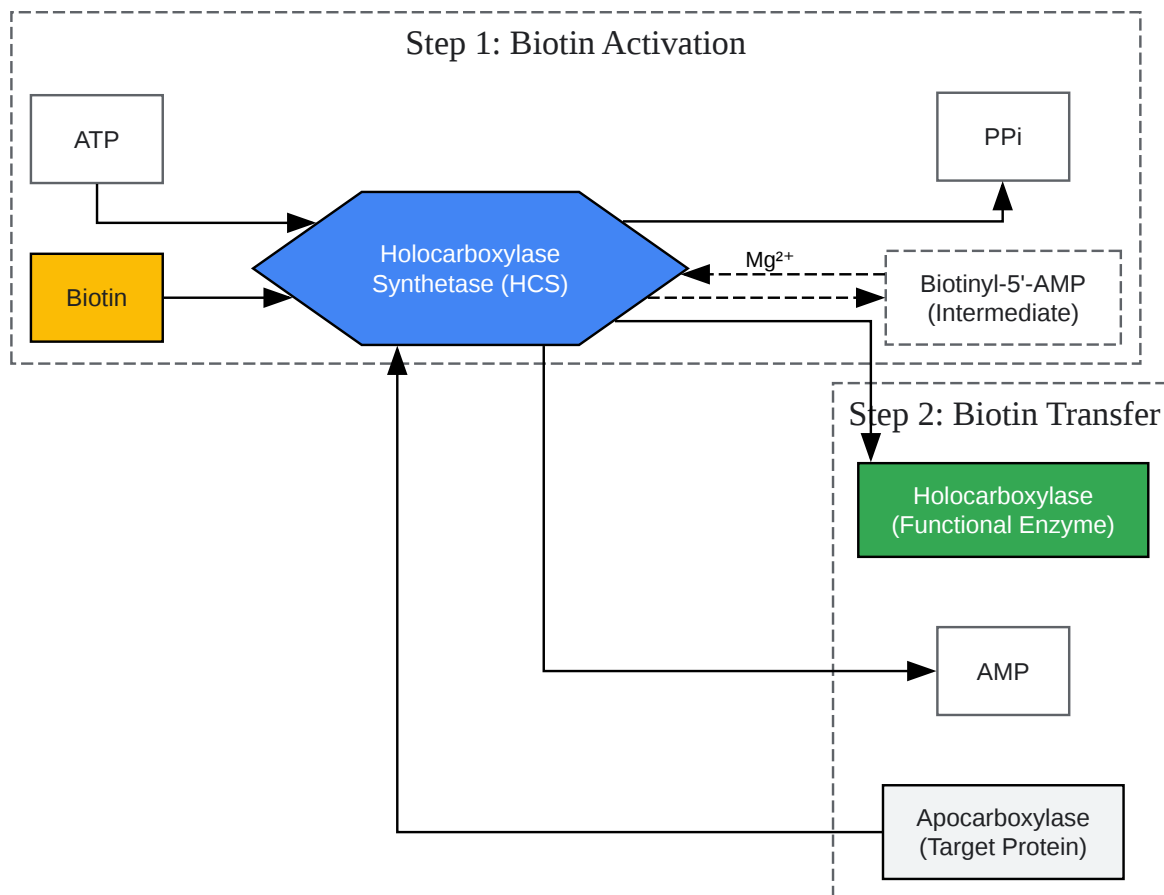 Step 1: Biotin Activation
ATP
PPi
Holocarboxylase
Synthetase (HCS)
Mg²⁺
Biotin
Biotinyl-5'-AMP
(Intermediate)
Step 2: Biotin Transfer
Holocarboxylase
(Functional Enzyme)
AMP
Apocarboxylase
(Target Protein)